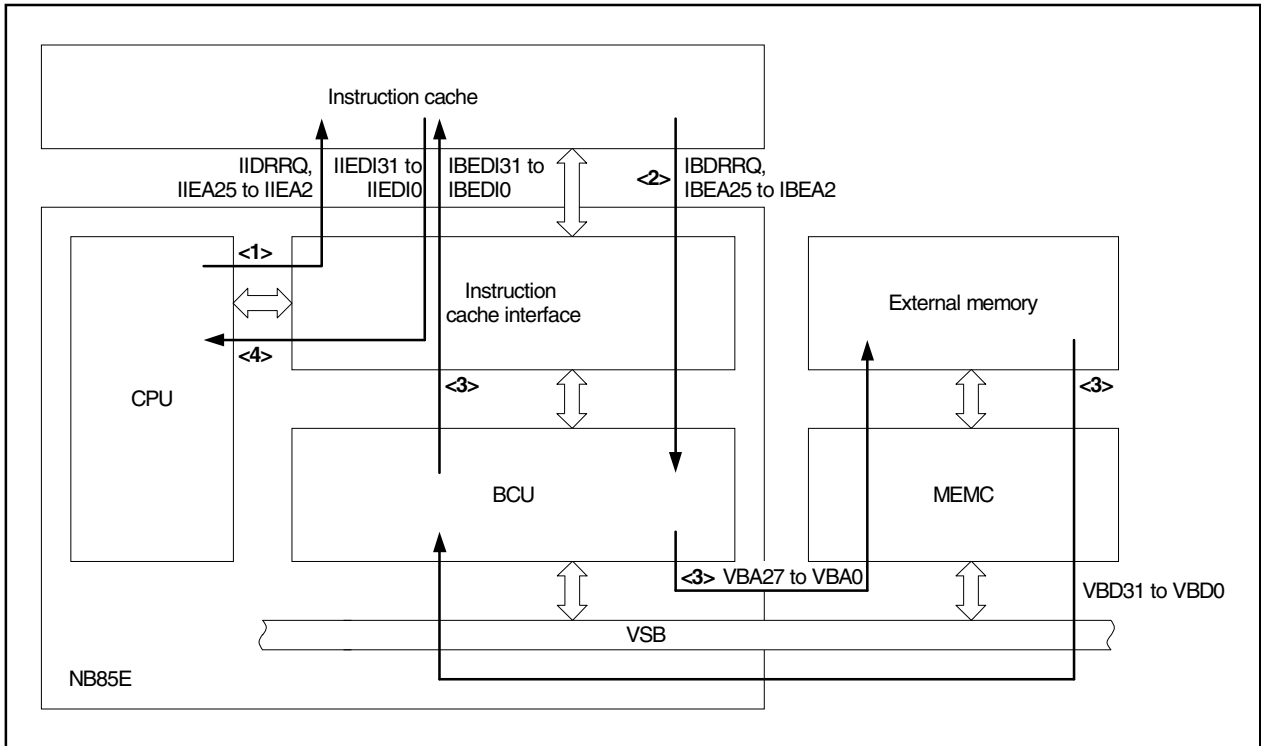 Instruction cache
IIDRRQ,
IIEA25 to IIEA2
IIEDI31 to
IIEDI0
IBEDI31 to
IBEDI0
<2>
IBDRRQ,
IBEA25 to IBEA2
<1>
Instruction
cache interface
External memory
<4>
<3>
<3>
CPU
BCU
MEMC
<3> VBA27 to VBA0
VBD31 to VBD0
VSB
NB85E